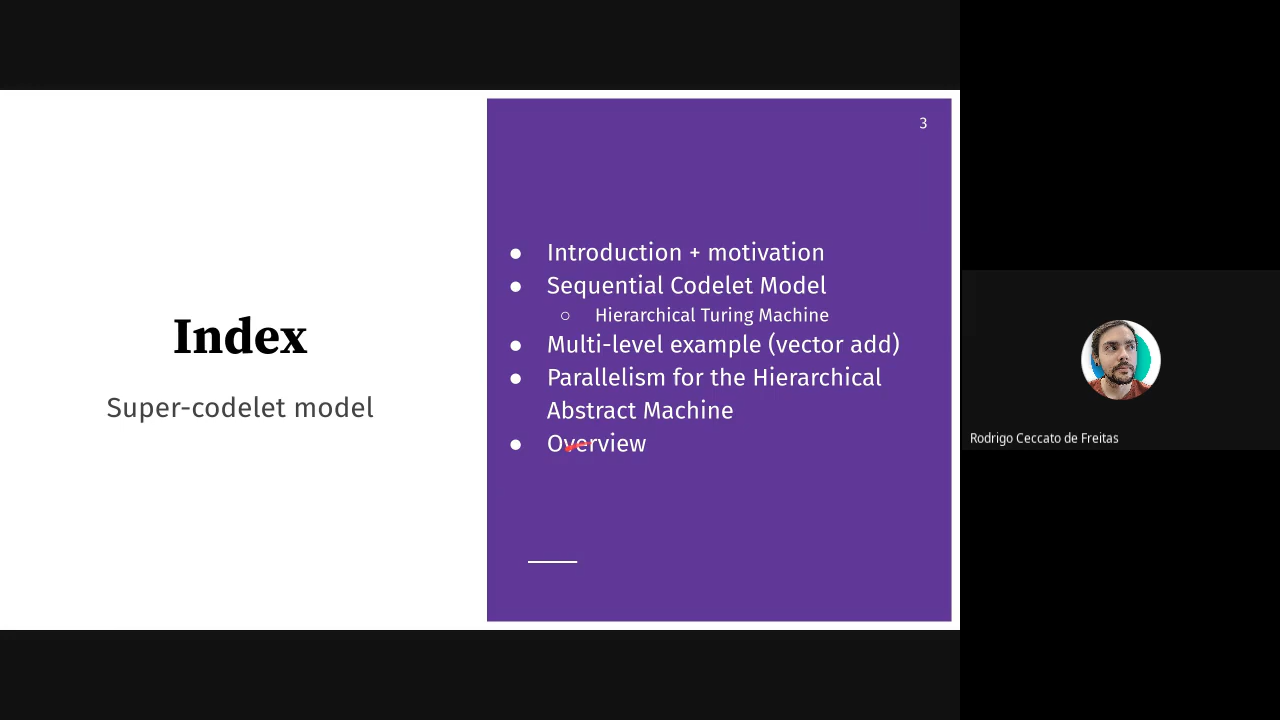 Index
Super-codelet model
3
● Introduction + motivation
● Sequential Codelet Model
○ Hierarchical Turing Machine
● Multi-level example (vector add)
● Parallelism for the Hierarchical
Abstract Machine
● Overview
Rodrigo Ceccato de Freitas